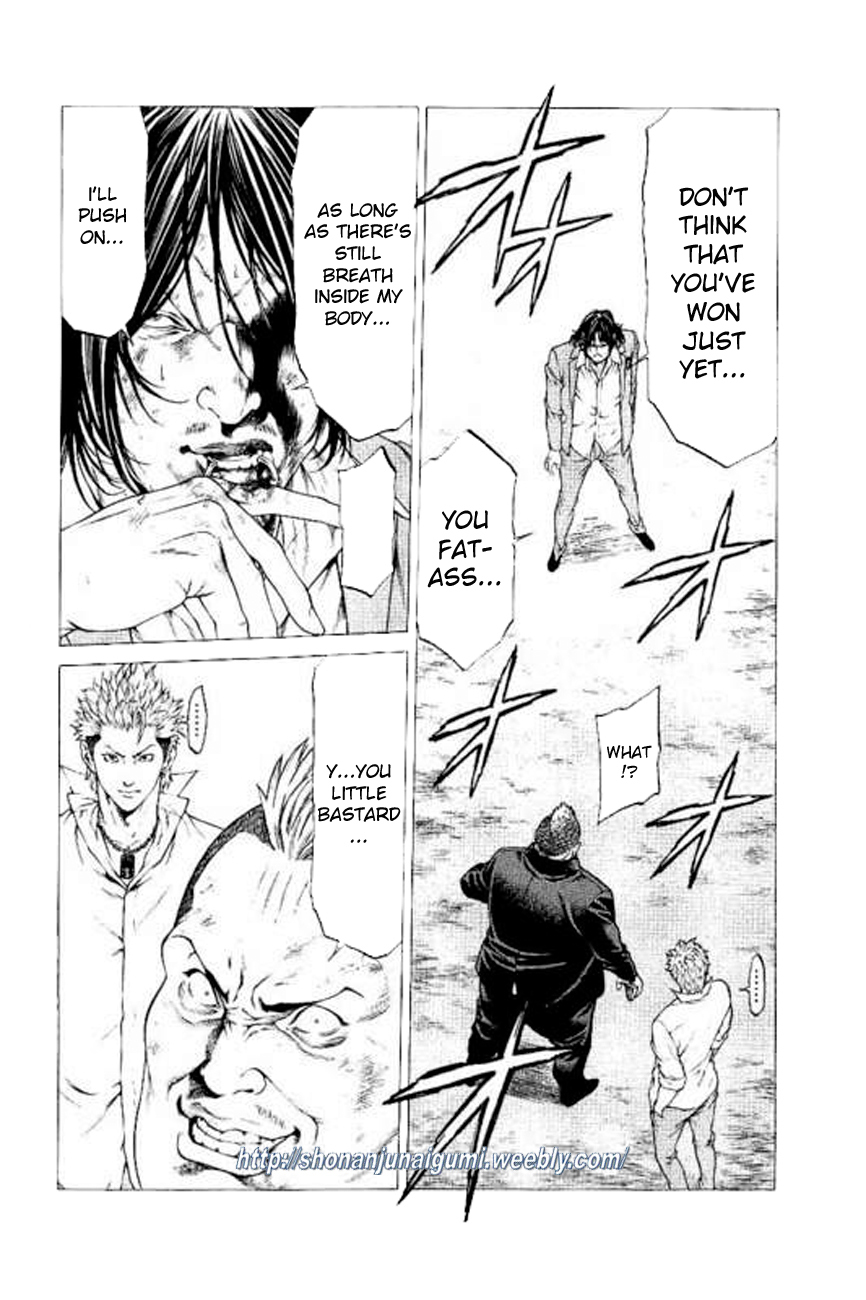 DON'T
THINK
THAT
YOU'VE
WON
JUST
YET...
YOU
FAT-
ASS...
WHAT
!?
......
AS LONG
AS THERE'S
STILL
BREATH
INSIDE MY
BODY...
I'LL
PUSH
ON...
......
Y...YOU
LITTLE
BASTARD
...
http://shonanjunaigumi.weebly.com/